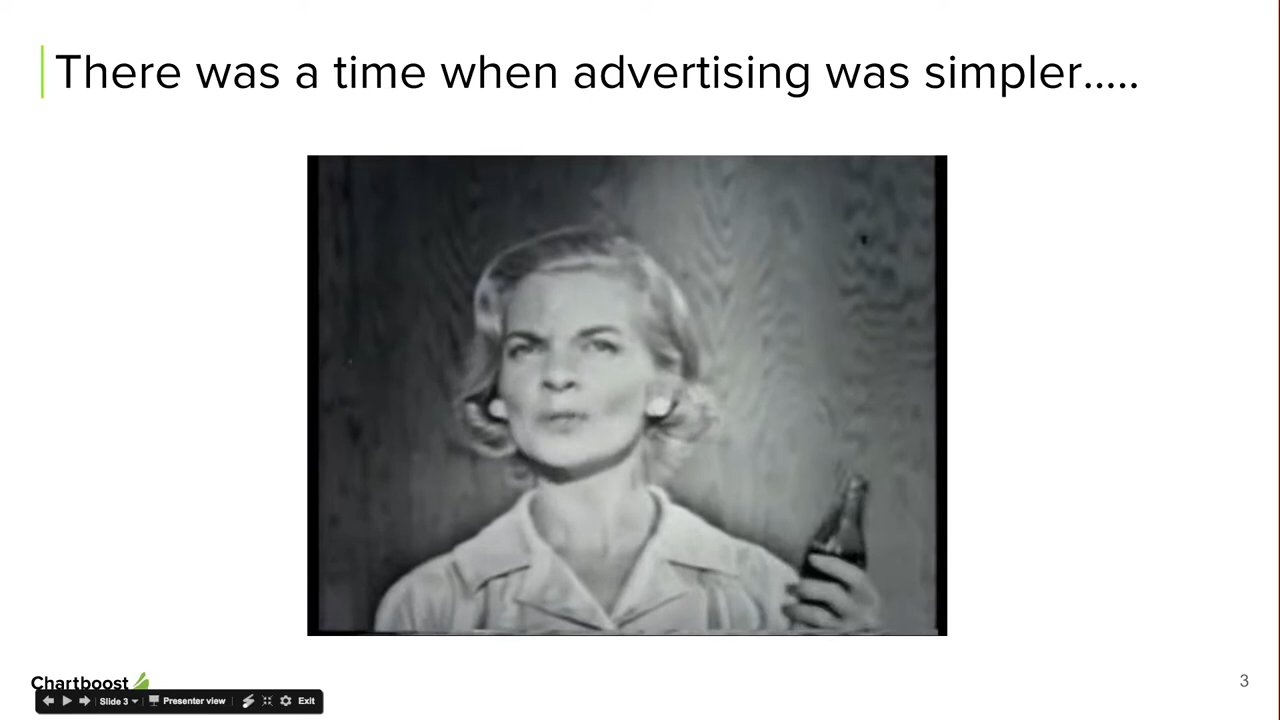 There was a time when advertising was simpler.....
Chartboost
Slide 3
Presenter view
Exit
3